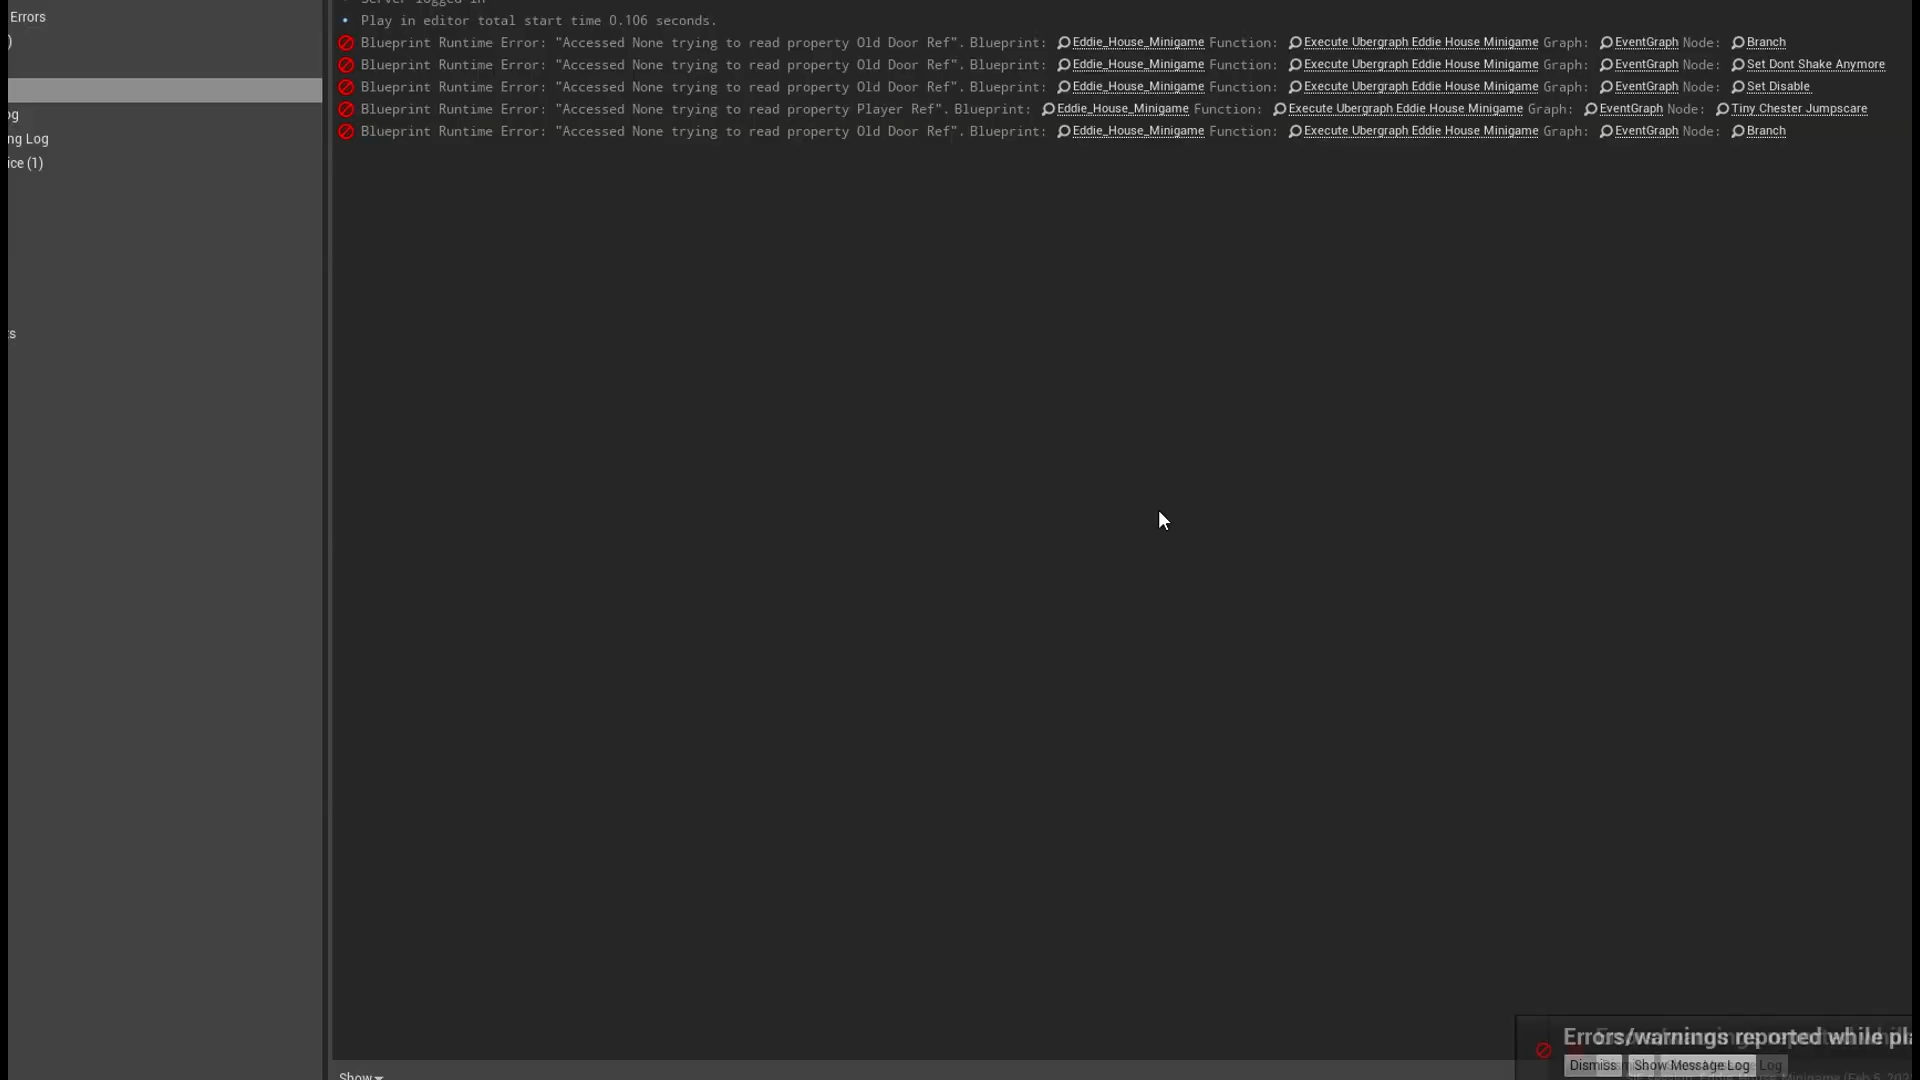 Errors
)
og
ng Log
ice (1)
s
Server logged in
Play in editor total start time 0.106 seconds.
Blueprint Runtime Error: "Accessed None trying to read property Old Door Ref". Blueprint: Eddie_House_Minigame Function: Execute Ubergraph Eddie House Minigame Graph: EventGraph Node: Branch
Blueprint Runtime Error: "Accessed None trying to read property Old Door Ref". Blueprint: Eddie_House_Minigame Function: Execute Ubergraph Eddie House Minigame Graph: EventGraph Node: Set Dont Shake Anymore
Blueprint Runtime Error: "Accessed None trying to read property Old Door Ref". Blueprint: Eddie_House_Minigame Function: Execute Ubergraph Eddie House Minigame Graph: EventGraph Node: Set Disable
Blueprint Runtime Error: "Accessed None trying to read property Player Ref". Blueprint: Eddie_House_Minigame Function: Execute Ubergraph Eddie House Minigame Graph: EventGraph Node: Tiny Chester Jumpscare
Blueprint Runtime Error: "Accessed None trying to read property Old Door Ref". Blueprint: Eddie_House_Minigame Function: Execute Ubergraph Eddie House Minigame Graph: EventGraph Node: Branch
Show
Errors/warnings reported while pla
Dismiss Show Message Log Log